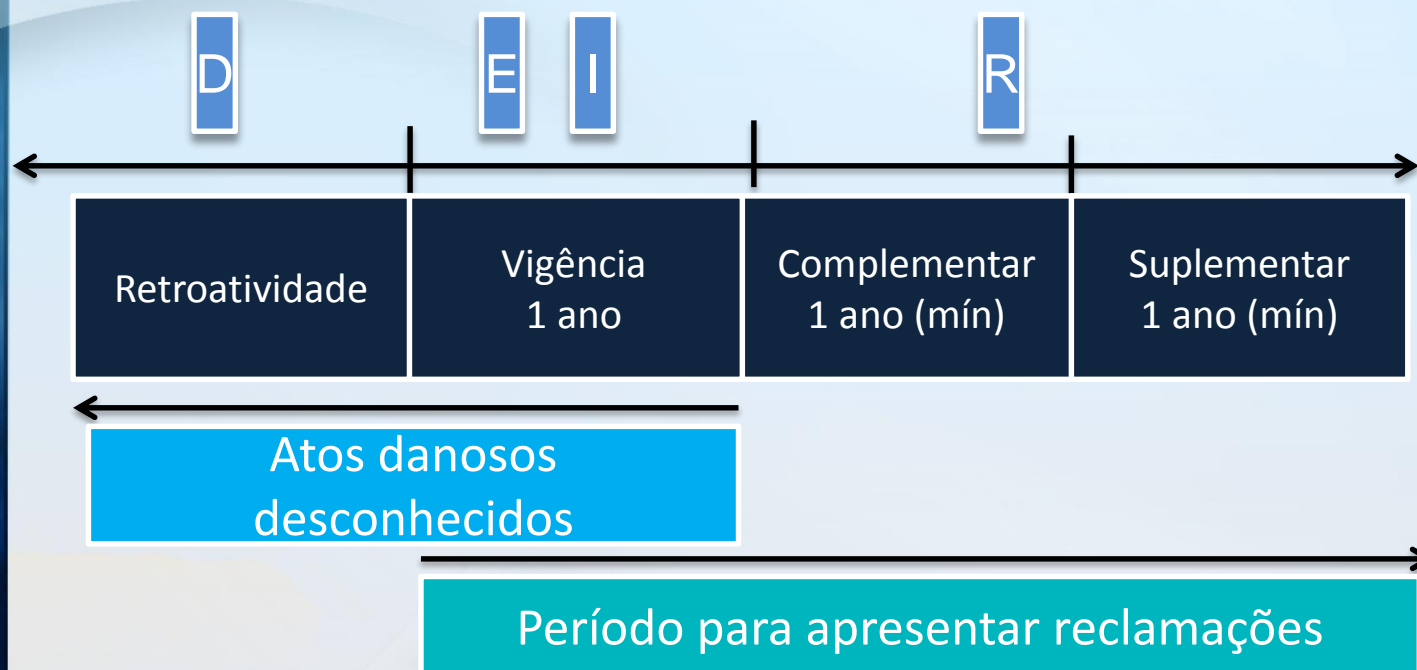 D
E
I
R
Retroatividade
Vigência
1 ano
Complementar
1 ano (mín)
Suplementar
1 ano (mín)
Atos danosos
desconhecidos
Período para apresentar reclamações